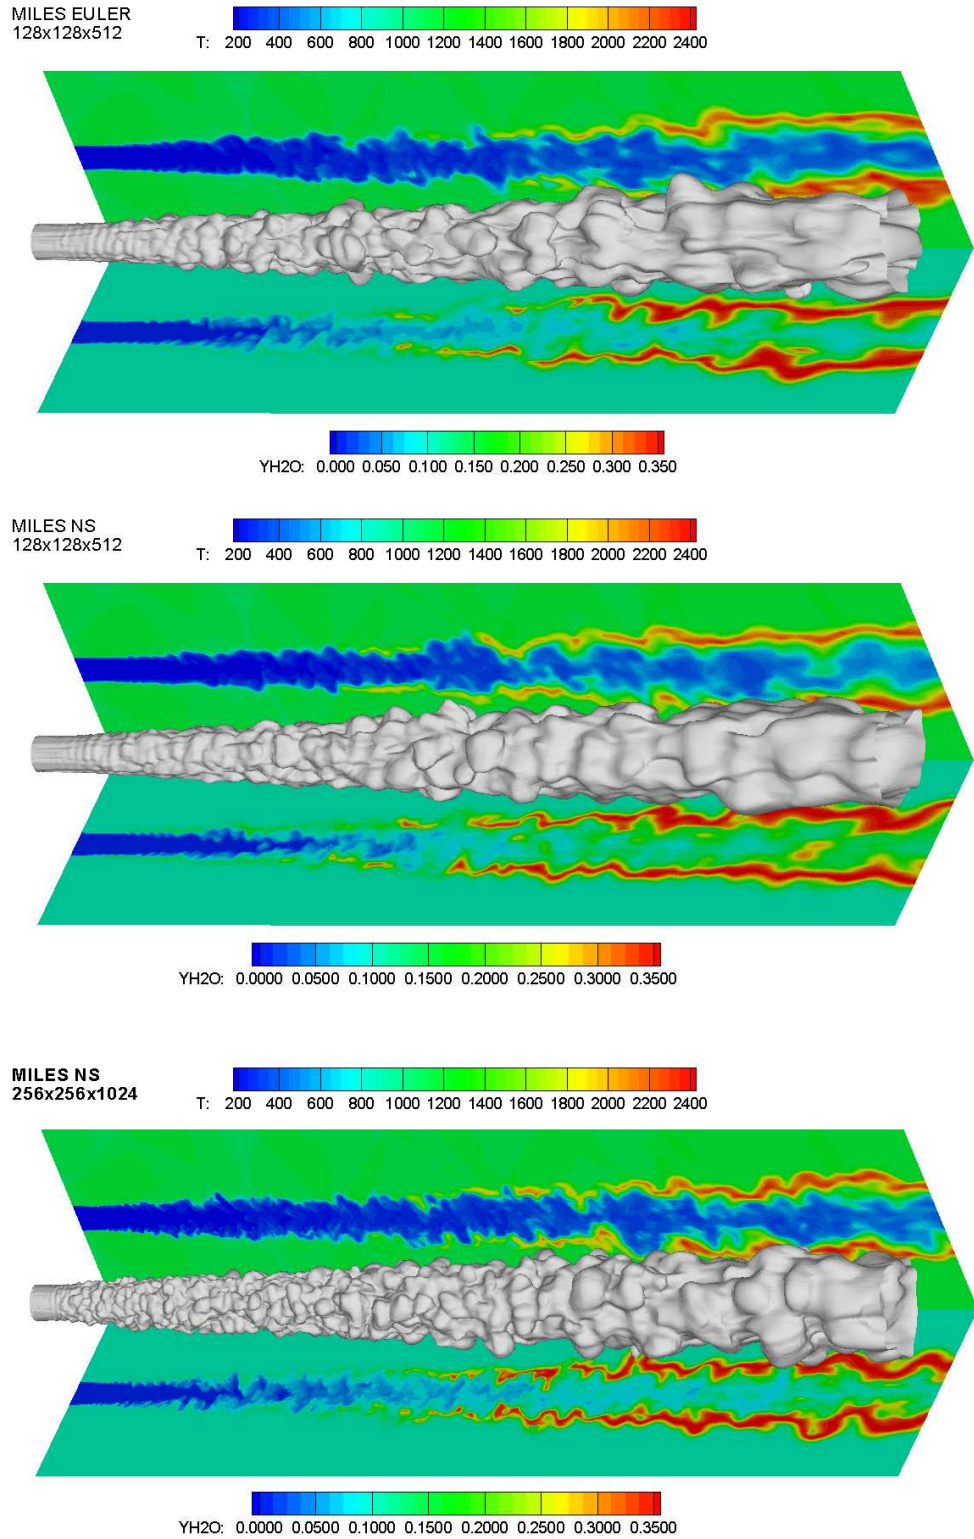 MILES EULER
128x128x512
T: 200 400 600 800 1000 1200 1400 1600 1800 2000 2200 2400
YH2O: 0.000 0.050 0.100 0.150 0.200 0.250 0.300 0.350
MILES NS
128x128x512
T: 200 400 600 800 1000 1200 1400 1600 1800 2000 2200 2400
YH2O: 0.0000 0.0500 0.1000 0.1500 0.2000 0.2500 0.3000 0.3500
MILES NS
256x256x1024
T: 200 400 600 800 1000 1200 1400 1600 1800 2000 2200 2400
YH2O: 0.0000 0.0500 0.1000 0.1500 0.2000 0.2500 0.3000 0.3500